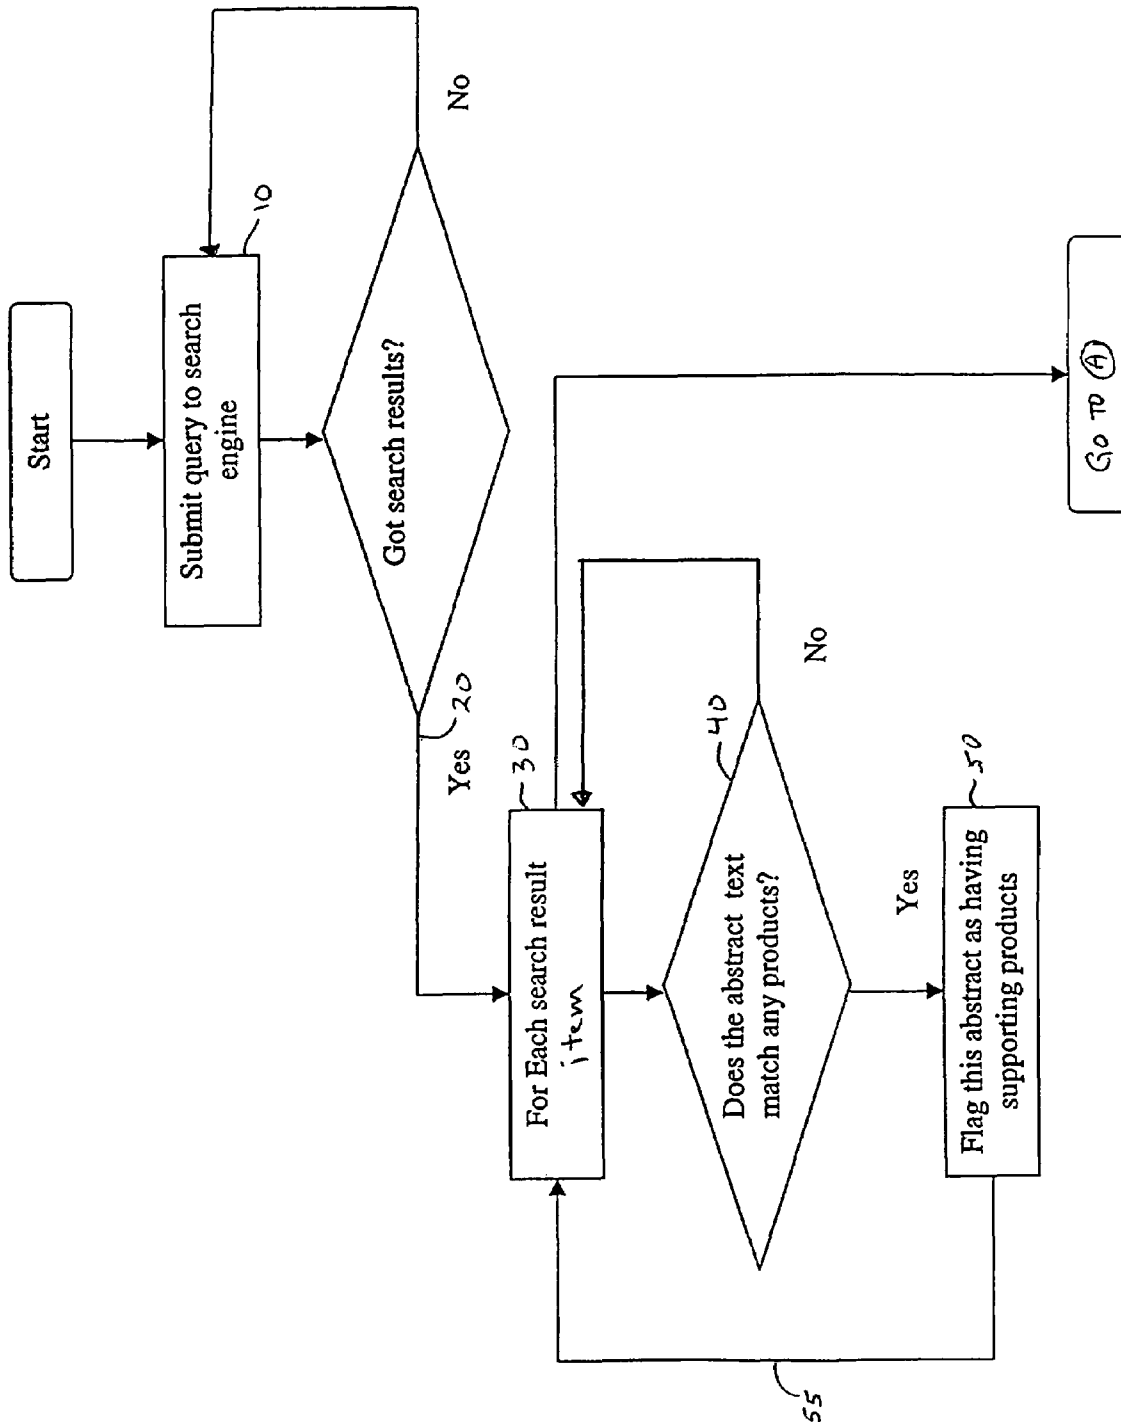 Start
Submit query to search
engine
10
Got search results?
No
20
Yes
For Each search result
item
30
Does the abstract text
match any products?
40
No
Yes
Flag this abstract as having
supporting products
50
55
Go To A